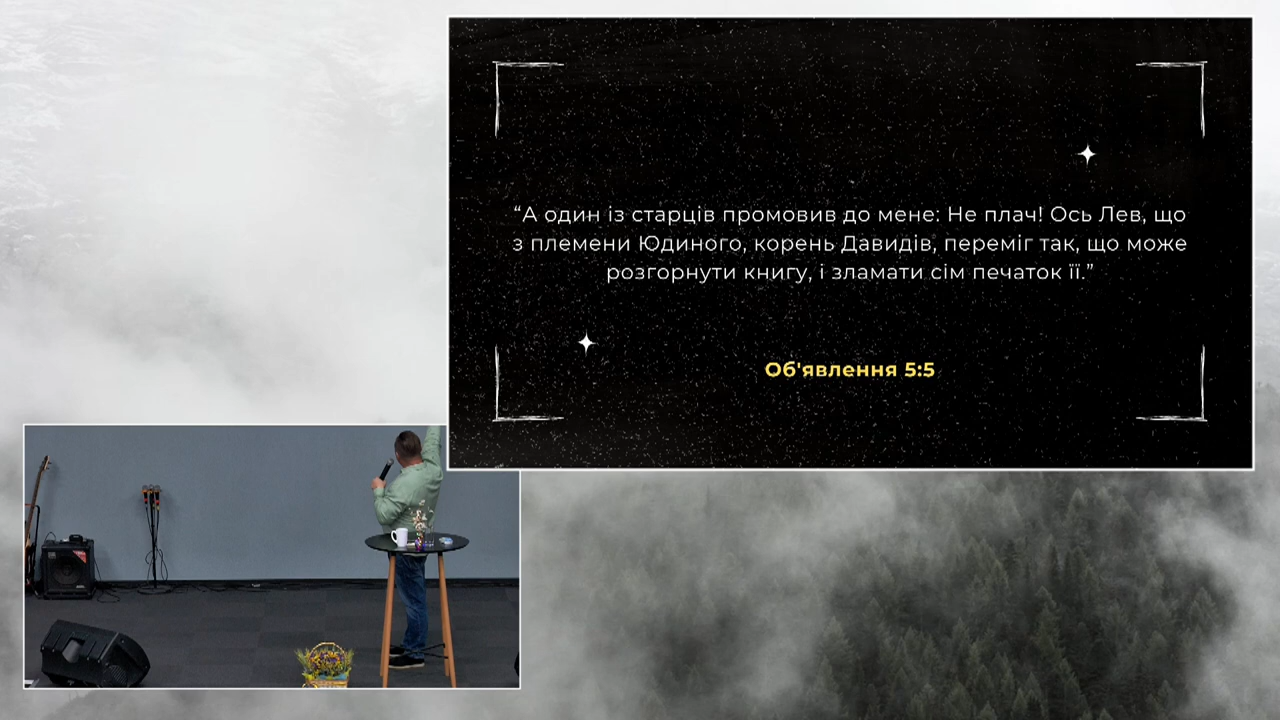 “А один із старців промовив до мене: Не плач! Ось Лев, що
з племени Юдиного, корень Давидів, переміг так, що може
розгорнути книгу, і зламати сім печаток її.”
Об'явлення 5:5